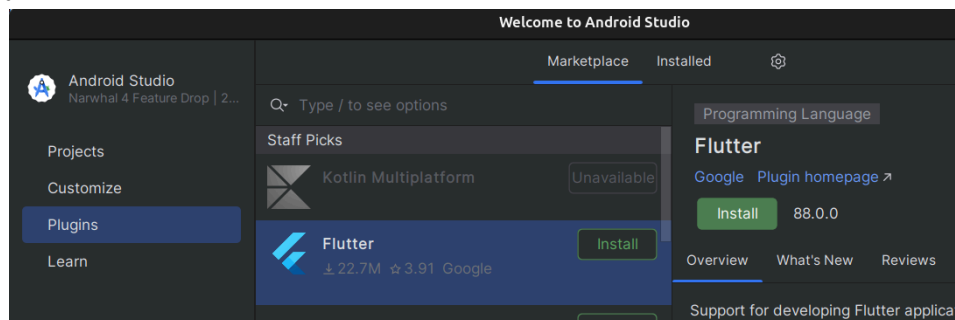 Welcome to Android Studio
Android Studio
Narwhal 4 Feature Drop | 2...
Projects
Customize
Plugins
Learn
Marketplace Installed
Type / to see options
Staff Picks
Kotlin Multiplatform Unavailable
Flutter Install
22.7M 3.91 Google
Programming Language
Flutter
Google Plugin homepage ↗
Install 88.0.0
Overview What's New Reviews
Support for developing Flutter applica